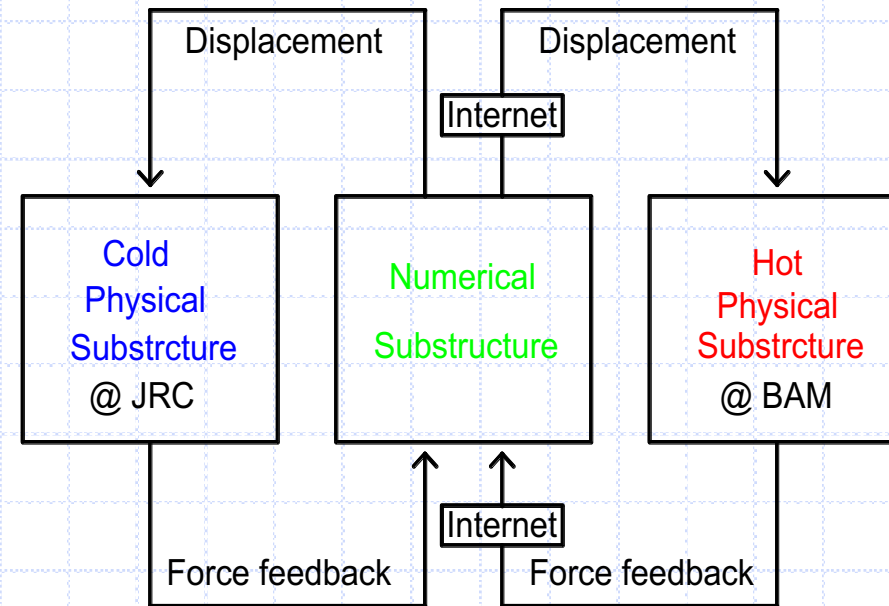 Displacement
Displacement
Internet
Cold
Physical
Substrcture
@ JRC
Numerical
Substructure
Hot
Physical
Substrcture
@ BAM
Internet
Force feedback
Force feedback